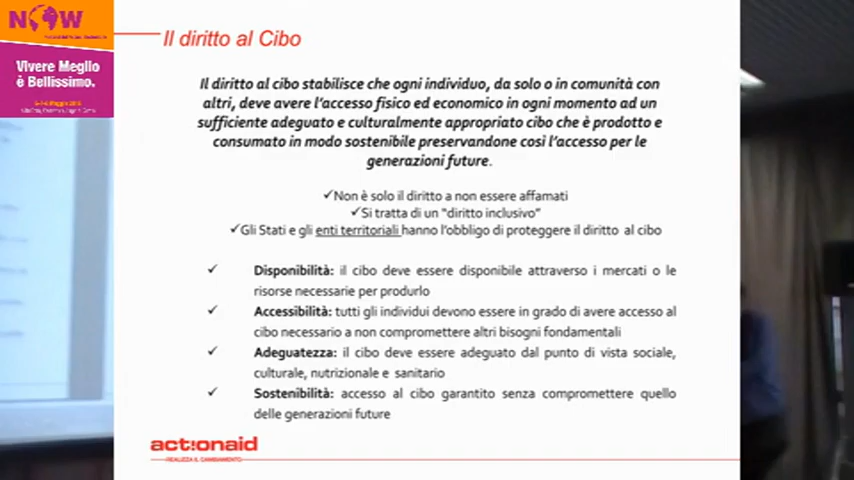 NOW
Vivere Meglio
è Bellissimo.
Il diritto al Cibo
Il diritto al cibo stabilisce che ogni individuo, da solo o in comunità con
altri, deve avere l'accesso fisico ed economico in ogni momento ad un
sufficiente adeguato e culturalmente appropriato cibo che è prodotto e
consumato in modo sostenibile preservandone così l'accesso per le
generazioni future.
✓Non è solo il diritto a non essere affamati
✓Si tratta di un "diritto inclusivo"
✓Gli Stati e gli enti territoriali hanno l'obbligo di proteggere il diritto al cibo
✓ Disponibilità: il cibo deve essere disponibile attraverso i mercati o le
risorse necessarie per produrlo
✓ Accessibilità: tutti gli individui devono essere in grado di avere accesso al
cibo necessario a non compromettere altri bisogni fondamentali
✓ Adeguatezza: il cibo deve essere adeguato dal punto di vista sociale,
culturale, nutrizionale e sanitario
✓ Sostenibilità: accesso al cibo garantito senza compromettere quello
delle generazioni future
act!onaid
REALIZZA IL CAMBIAMENTO